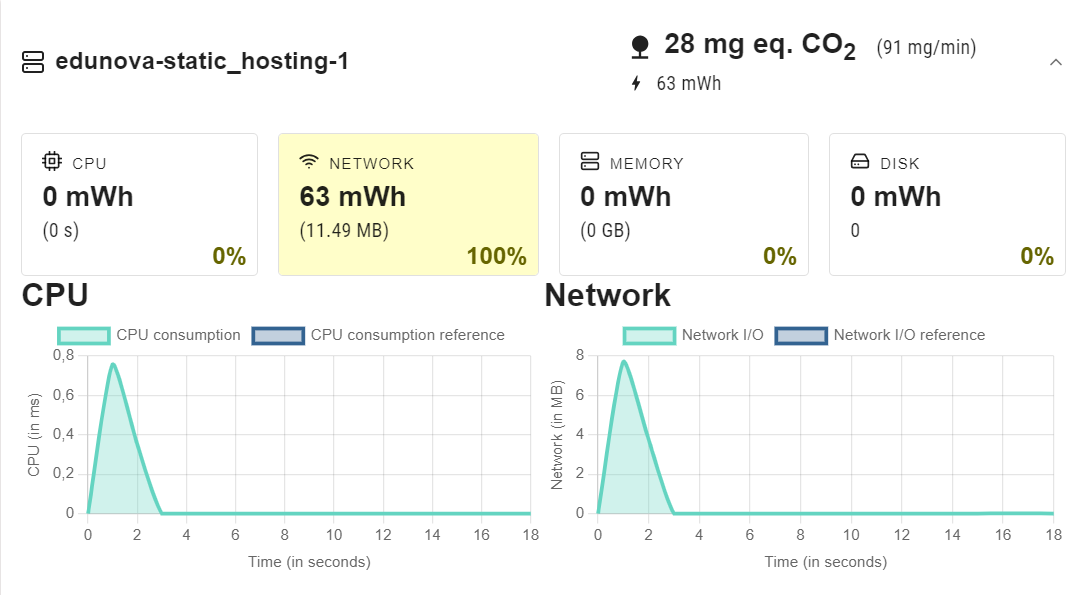 edunova-static_hosting-1
28 mg eq. CO2 (91 mg/min)
63 mWh
CPU
0 mWh
(0 s)
0%
NETWORK
63 mWh
(11.49 MB)
100%
MEMORY
0 mWh
(0 GB)
0%
DISK
0 mWh
0
0%
CPU
CPU consumption CPU consumption reference
CPU (in ms)
0,8
0,6
0,4
0,2
0
0 2 4 6 8 10 12 14 16 18
Time (in seconds)
Network
Network I/O Network I/O reference
Network (in MB)
8
6
4
2
0
0 2 4 6 8 10 12 14 16 18
Time (in seconds)